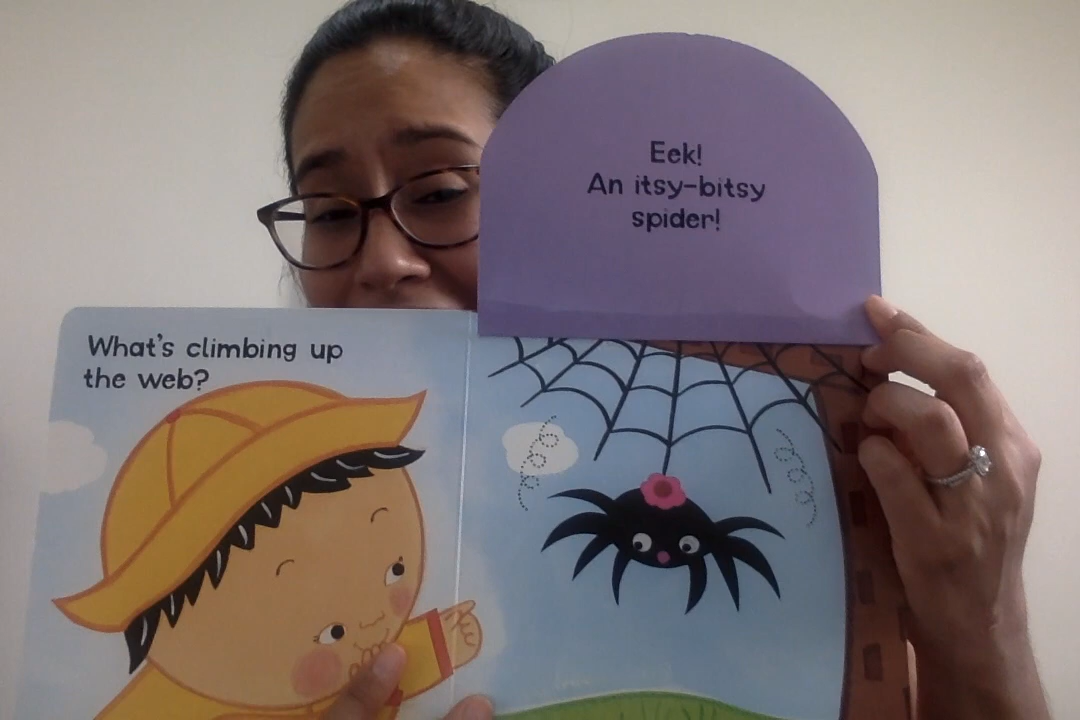 Eek!
An itsy-bitsy
spider!
What's climbing up
the web?